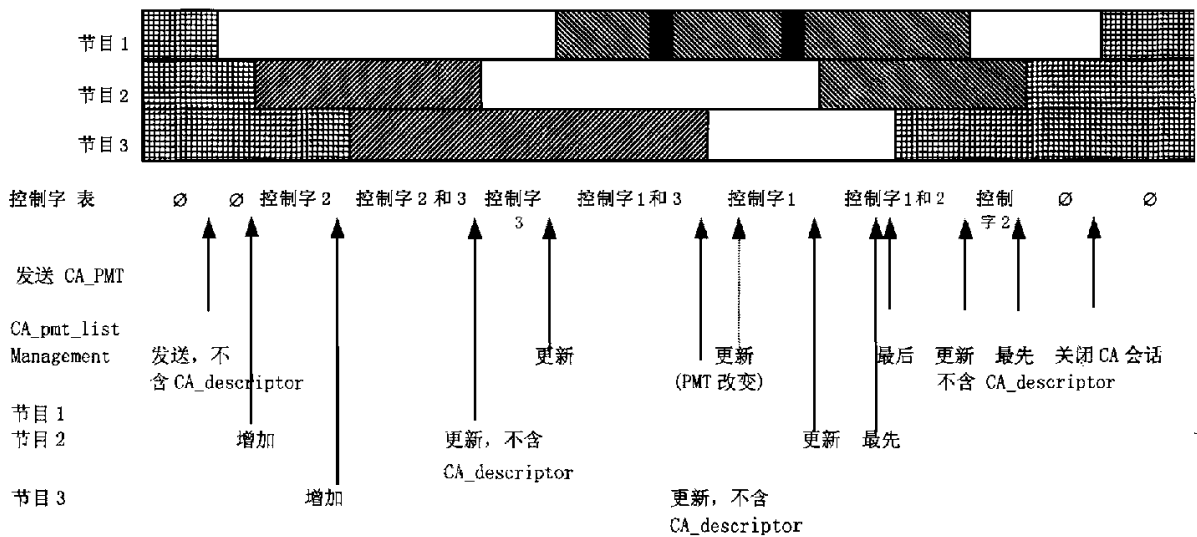 节目 1
节目 2
节目 3
控制字 表 ∅ ∅ 控制字 2 控制字 2 和 3 控制字 3 控制字 1 和 3 控制字 1 控制字 1 和 2 控制字 2 ∅ ∅
发送 CA_PMT
CA_pmt_list
Management 发送，不 更新 更新 最后 更新 最先 关闭 CA 会话
含 CA_descriptor (PMT 改变) 不含 CA_descriptor
节目 1
节目 2 增加 更新，不含 更新 最先
CA_descriptor
节目 3 增加 更新，不含
CA_descriptor